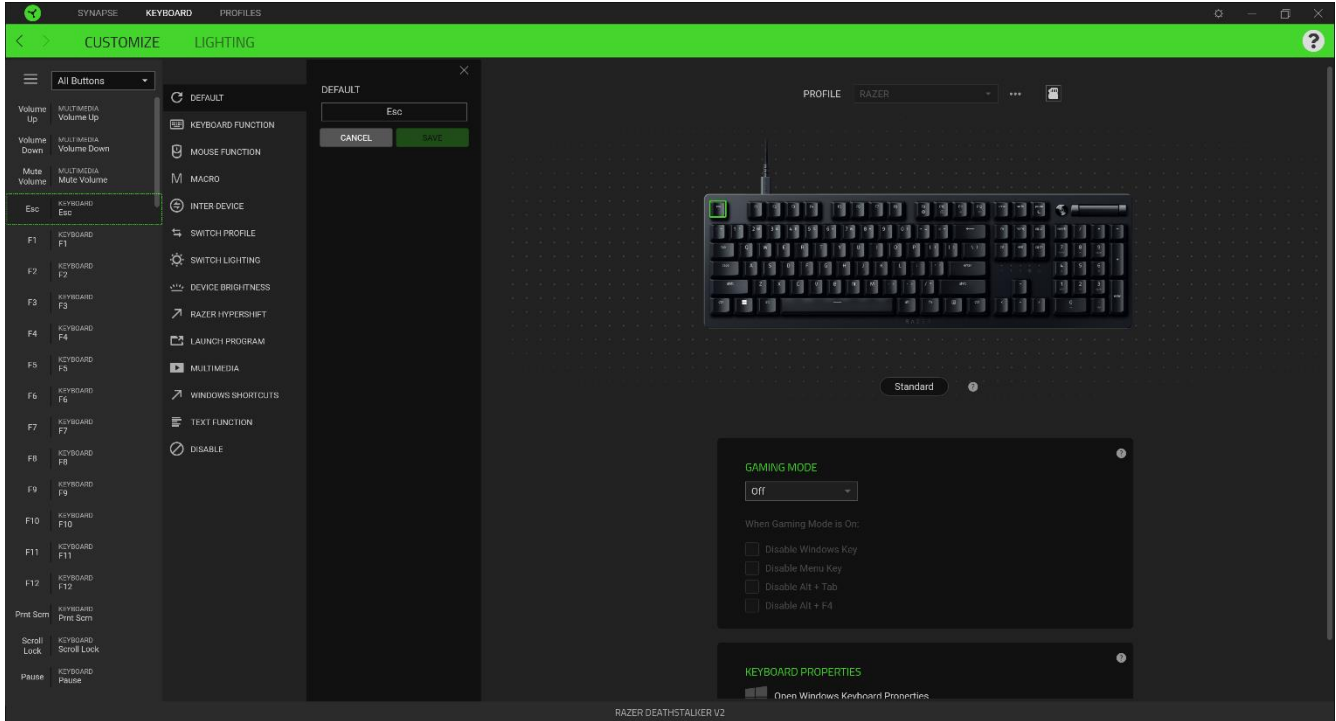 SYNAPSE KEYBOARD PROFILES
CUSTOMIZE LIGHTING
All Buttons
Volume Up MULTIMEDIA Volume Up
Volume Down MULTIMEDIA Volume Down
Mute Volume MULTIMEDIA Mute Volume
Esc KEYBOARD Esc
F1 KEYBOARD F1
F2 KEYBOARD F2
F3 KEYBOARD F3
F4 KEYBOARD F4
F5 KEYBOARD F5
F6 KEYBOARD F6
F7 KEYBOARD F7
F8 KEYBOARD F8
F9 KEYBOARD F9
F10 KEYBOARD F10
F11 KEYBOARD F11
F12 KEYBOARD F12
Prnt Scrn KEYBOARD Prnt Scrn
Scroll Lock KEYBOARD Scroll Lock
Pause KEYBOARD Pause
DEFAULT
KEYBOARD FUNCTION
MOUSE FUNCTION
MACRO
INTER DEVICE
SWITCH PROFILE
SWITCH LIGHTING
DEVICE BRIGHTNESS
RAZER HYPERSHIFT
LAUNCH PROGRAM
MULTIMEDIA
WINDOWS SHORTCUTS
TEXT FUNCTION
DISABLE
DEFAULT
Esc
CANCEL SAVE
PROFILE RAZER
RAZER
Standard
GAMING MODE
Off
When Gaming Mode is On:
Disable Windows Key
Disable Menu Key
Disable Alt + Tab
Disable Alt + F4
KEYBOARD PROPERTIES
Open Windows Keyboard Properties
RAZER DEATHSTALKER V2